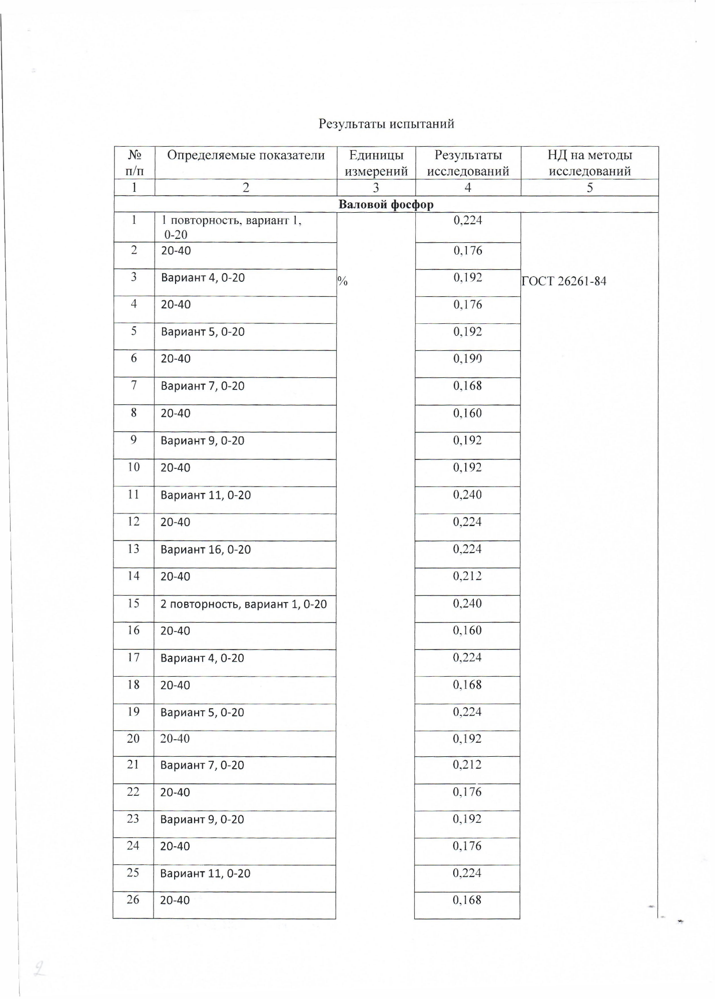 Результаты испытаний
№ п/п Определяемые показатели Единицы измерений Результаты исследований НД на методы исследований
1 2 3 4 5
Валовой фосфор
1 1 повторность, вариант 1, 0,224
0-20
2 20-40 0,176
3 Вариант 4, 0-20 % 0,192 ГОСТ 26261-84
4 20-40 0,176
5 Вариант 5, 0-20 0,192
6 20-40 0,190
7 Вариант 7, 0-20 0,168
8 20-40 0,160
9 Вариант 9, 0-20 0,192
10 20-40 0,192
11 Вариант 11, 0-20 0,240
12 20-40 0,224
13 Вариант 16, 0-20 0,224
14 20-40 0,212
15 2 повторность, вариант 1, 0-20 0,240
16 20-40 0,160
17 Вариант 4, 0-20 0,224
18 20-40 0,168
19 Вариант 5, 0-20 0,224
20 20-40 0,192
21 Вариант 7, 0-20 0,212
22 20-40 0,176
23 Вариант 9, 0-20 0,192
24 20-40 0,176
25 Вариант 11, 0-20 0,224
26 20-40 0,168
2